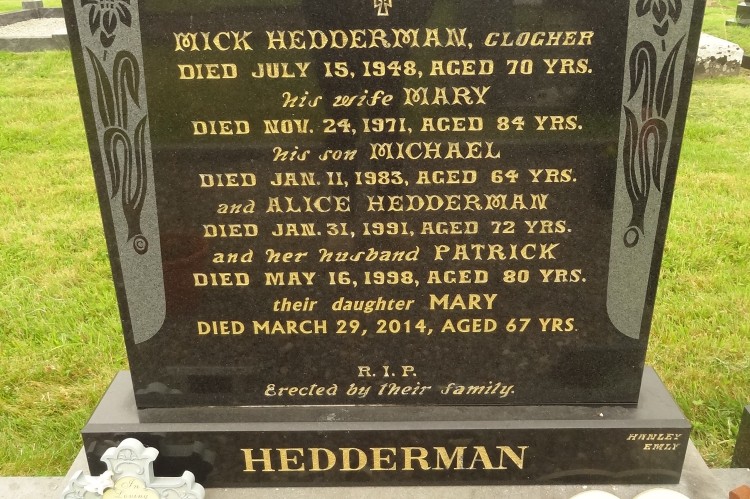 MICK HEDDERMAN, CLOGHER
DIED JULY 15, 1948, AGED 70 YRS.
his wife MARY
DIED NOV. 24, 1971, AGED 84 YRS.
his son MICHAEL
DIED JAN. 11, 1983, AGED 64 YRS.
and ALICE HEDDERMAN
DIED JAN. 31, 1991, AGED 72 YRS.
and her husband PATRICK
DIED MAY 16, 1998, AGED 80 YRS.
their daughter MARY
DIED MARCH 29, 2014, AGED 67 YRS.
R. I. P.
Erected by their family.
HANLEY
EMLY
HEDDERMAN
In
Loving